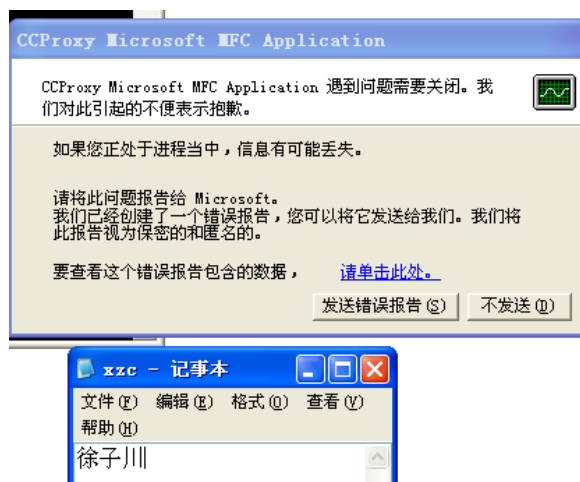 CCProxy Microsoft MFC Application
CCProxy Microsoft MFC Application 遇到问题需要关闭。我
们对此引起的不便表示抱歉。
如果您正处于进程当中，信息有可能丢失。
请将此问题报告给 Microsoft。
我们已经创建了一个错误报告，您可以将它发送给我们。我们将
此报告视为保密的和匿名的。
要查看这个错误报告包含的数据， 请单击此处。
发送错误报告(S) 不发送(D)
xzc - 记事本
文件(F) 编辑(E) 格式(O) 查看(V)
帮助(H)
徐子川